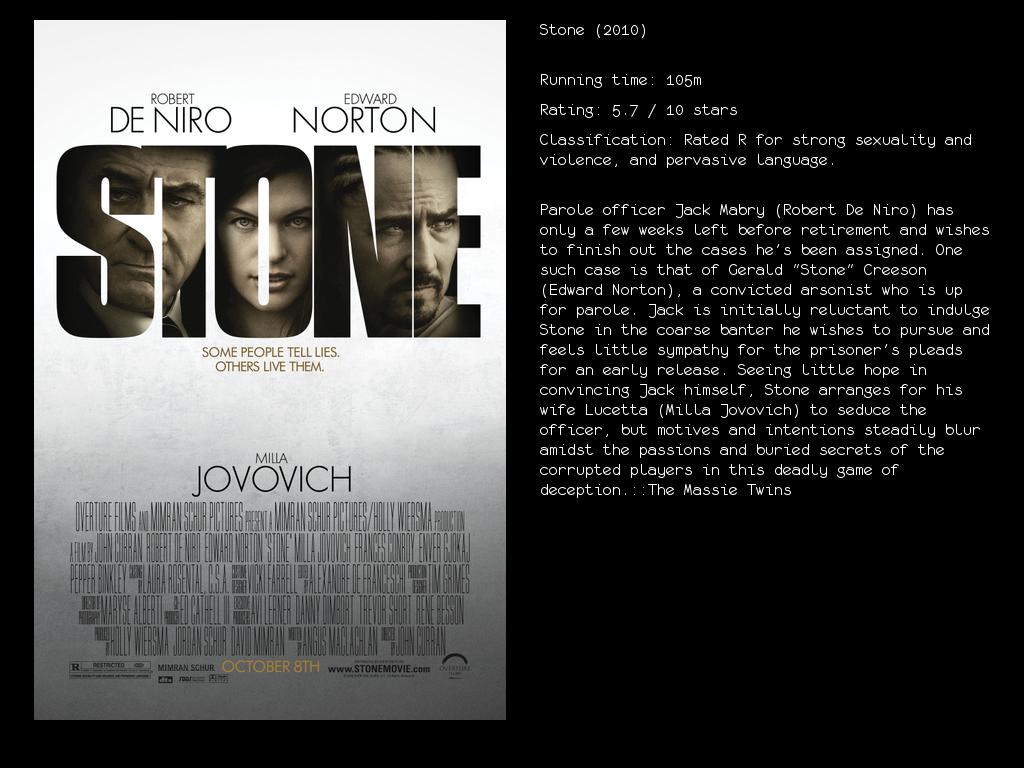 ROBERT
DE NIRO
EDWARD
NORTON
STONE
SOME PEOPLE TELL LIES.
OTHERS LIVE THEM.
MILLA
JOVOVICH
OVERTURE FILMS AND MIMRAN SCHUR PICTURES PRESENT A MIMRAN SCHUR PICTURES/HOLLY WIERSMA PRODUCTION
A FILM BY JOHN CURRAN ROBERT DE NIRO EDWARD NORTON "STONE" MILLA JOVOVICH FRANCES CONROY ENVER GJOKAJ
PEPPER BINKLEY CASTING BY LAURA ROSENTAL, C.S.A. COSTUME DESIGNER VICKI FARRELL EDITED BY ALEXANDRE DE FRANCESCHI PRODUCTION DESIGNER TIM GRIMES
DIRECTOR OF PHOTOGRAPHY MARYSE ALBERTI CO-PRODUCER ED CATHELL III EXECUTIVE PRODUCERS AVI LERNER DANNY DIMBORT TREVOR SHORT RENE BESSON
PRODUCED BY HOLLY WIERSMA JORDAN SCHUR DAVID MIMRAN WRITTEN BY ANGUS MACLACHLAN DIRECTED BY JOHN CURRAN
R RESTRICTED MIMRAN SCHUR OCTOBER 8TH www.STONEMOVIE.com OVERTURE
dts
Stone (2010)
Running time: 105m
Rating: 5.7 / 10 stars
Classification: Rated R for strong sexuality and
violence, and pervasive language.
Parole officer Jack Mabry (Robert De Niro) has
only a few weeks left before retirement and wishes
to finish out the cases he's been assigned. One
such case is that of Gerald "Stone" Creeson
(Edward Norton), a convicted arsonist who is up
for parole. Jack is initially reluctant to indulge
Stone in the coarse banter he wishes to pursue and
feels little sympathy for the prisoner's pleads
for an early release. Seeing little hope in
convincing Jack himself, Stone arranges for his
wife Lucetta (Milla Jovovich) to seduce the
officer, but motives and intentions steadily blur
amidst the passions and buried secrets of the
corrupted players in this deadly game of
deception.::The Massie Twins